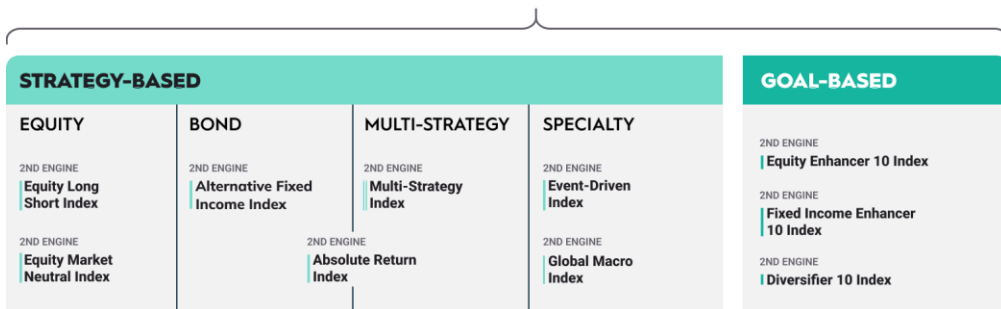 STRATEGY-BASED
EQUITY
2ND ENGINE
Equity Long
Short Index
2ND ENGINE
Equity Market
Neutral Index
BOND
2ND ENGINE
Alternative Fixed
Income Index
MULTI-STRATEGY
2ND ENGINE
Multi-Strategy
Index
2ND ENGINE
Absolute Return
Index
SPECIALTY
2ND ENGINE
Event-Driven
Index
2ND ENGINE
Global Macro
Index
GOAL-BASED
2ND ENGINE
Equity Enhancer 10 Index
2ND ENGINE
Fixed Income Enhancer
10 Index
2ND ENGINE
Diversifier 10 Index